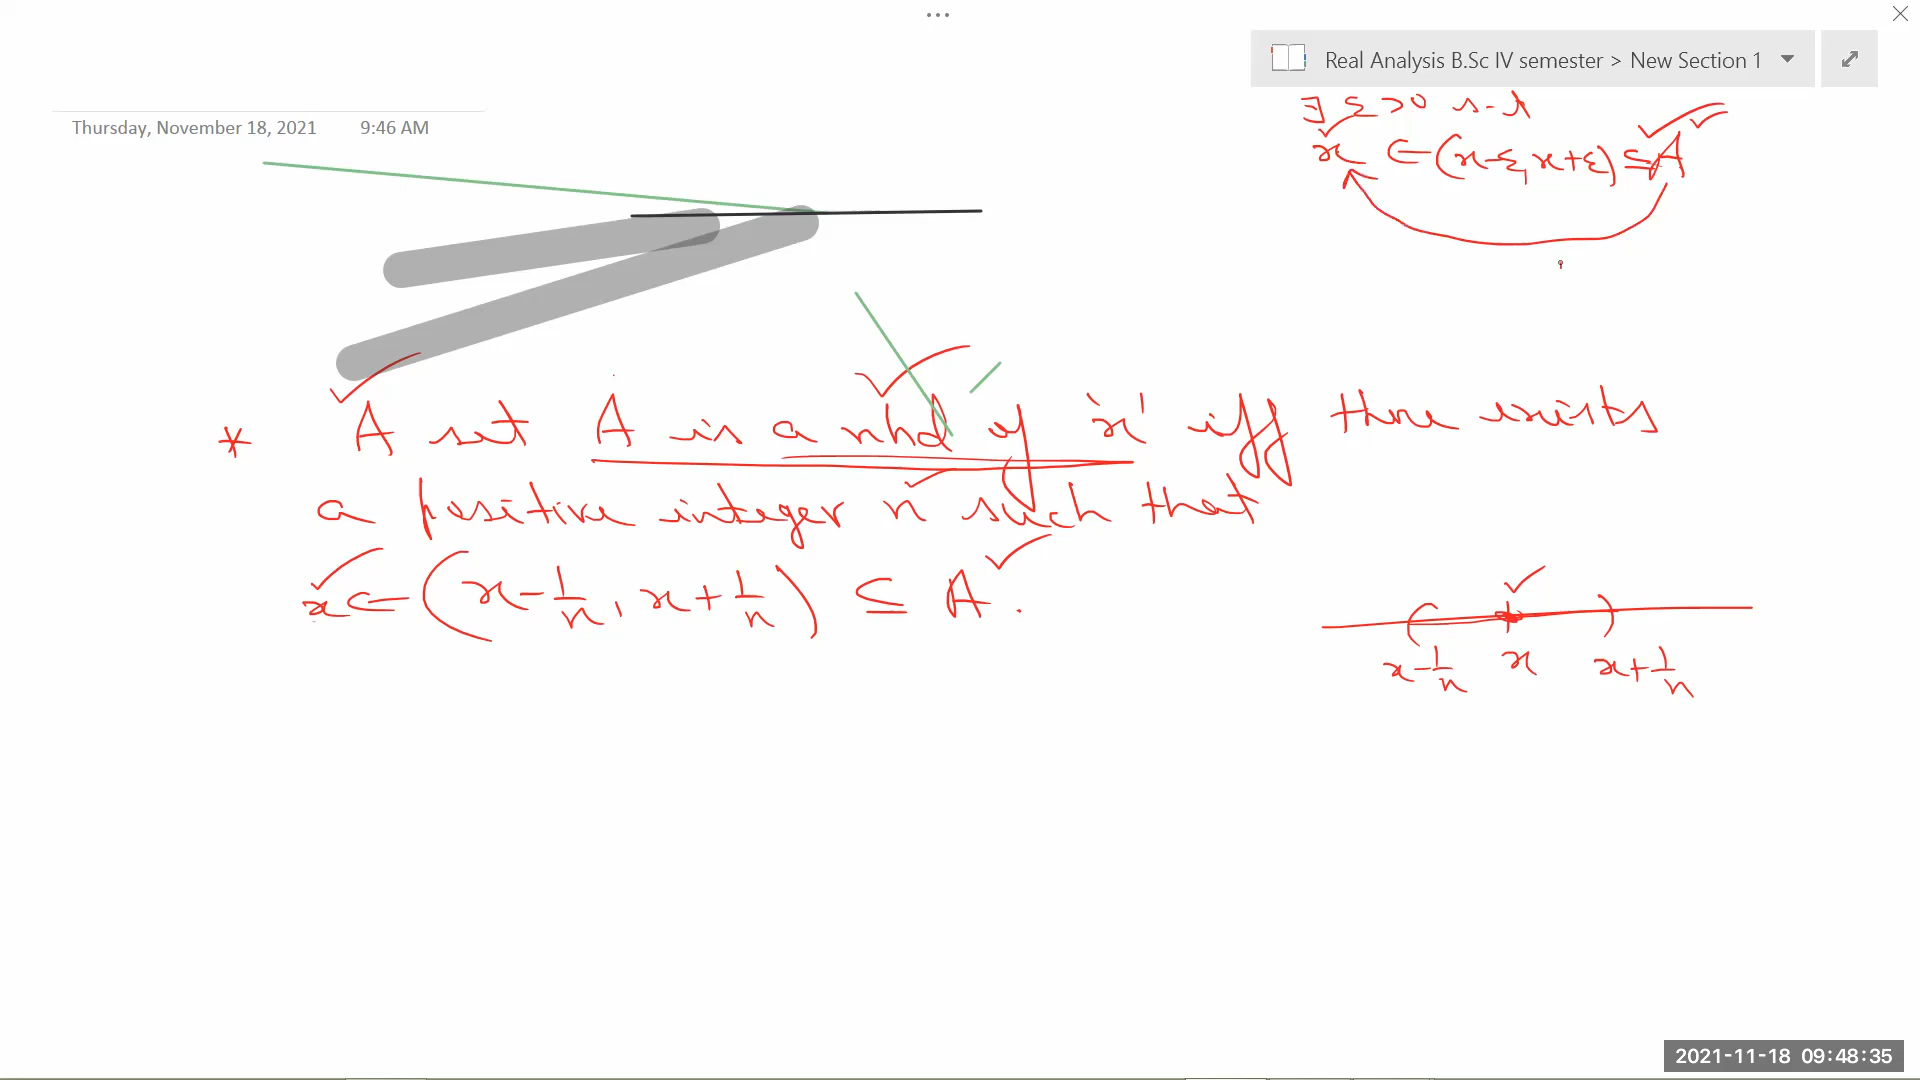 Real Analysis B.Sc IV semester > New Section 1
Thursday, November 18, 2021 9:46 AM
∃ ε >0 s.t
x ∈ (x-ε, x+ε) ⊆ A
* A set A is a nhd of 'x' iff there exists
a positive integer n such that
x ∈ (x - 1/n, x + 1/n) ⊆ A.
x - 1/n x x + 1/n
2021-11-18 09:48:35